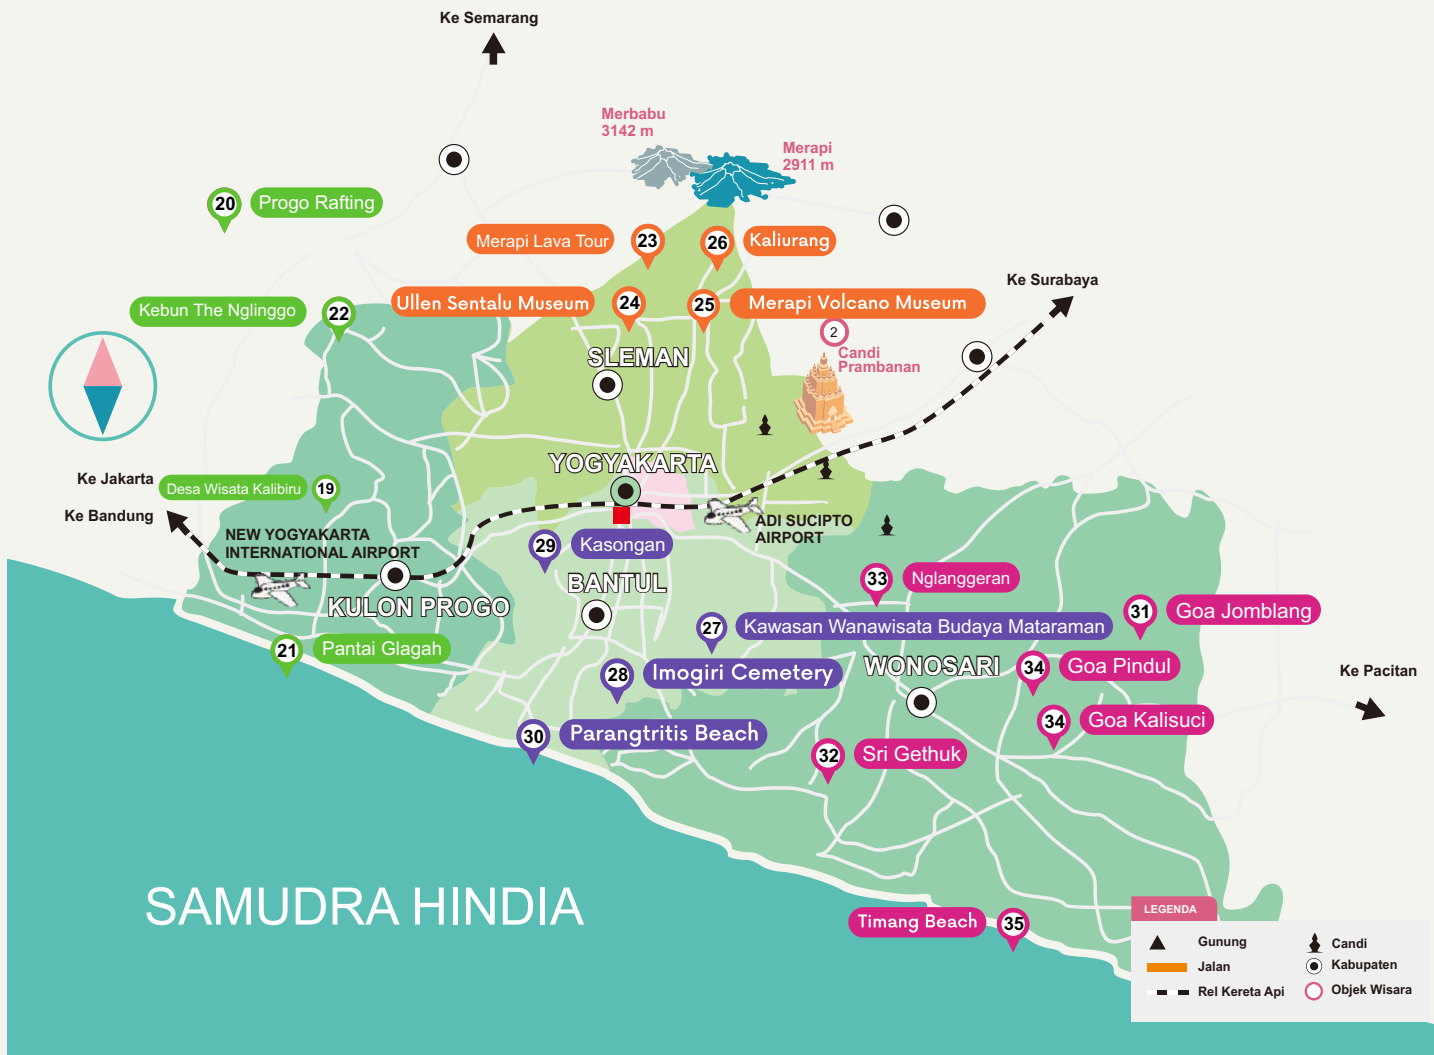 Ke Semarang
Merbabu
3142 m
Merapi
2911 m
20
Progo Rafting
Merapi Lava Tour
23
26
Kaliurang
Ke Surabaya
Kebun The Nglinggo
22
Ullen Sentalu Museum
24
25
Merapi Volcano Museum
2
Candi
Prambanan
SLEMAN
YOGYAKARTA
Ke Jakarta
Desa Wisata Kalibiru
19
Ke Bandung
NEW YOGYAKARTA
INTERNATIONAL AIRPORT
ADI SUCIPTO
AIRPORT
29
Kasongan
BANTUL
KULON PROGO
33
Nglanggeran
31
Goa Jomblang
27
Kawasan Wanawisata Budaya Mataraman
21
Pantai Glagah
WONOSARI
34
Goa Pindul
Ke Pacitan
28
Imogiri Cemetery
34
Goa Kalisuci
30
Parangtritis Beach
32
Sri Gethuk
SAMUDRA HINDIA
Timang Beach
35
LEGENDA
Gunung
Candi
Jalan
Kabupaten
Rel Kereta Api
Objek Wisara